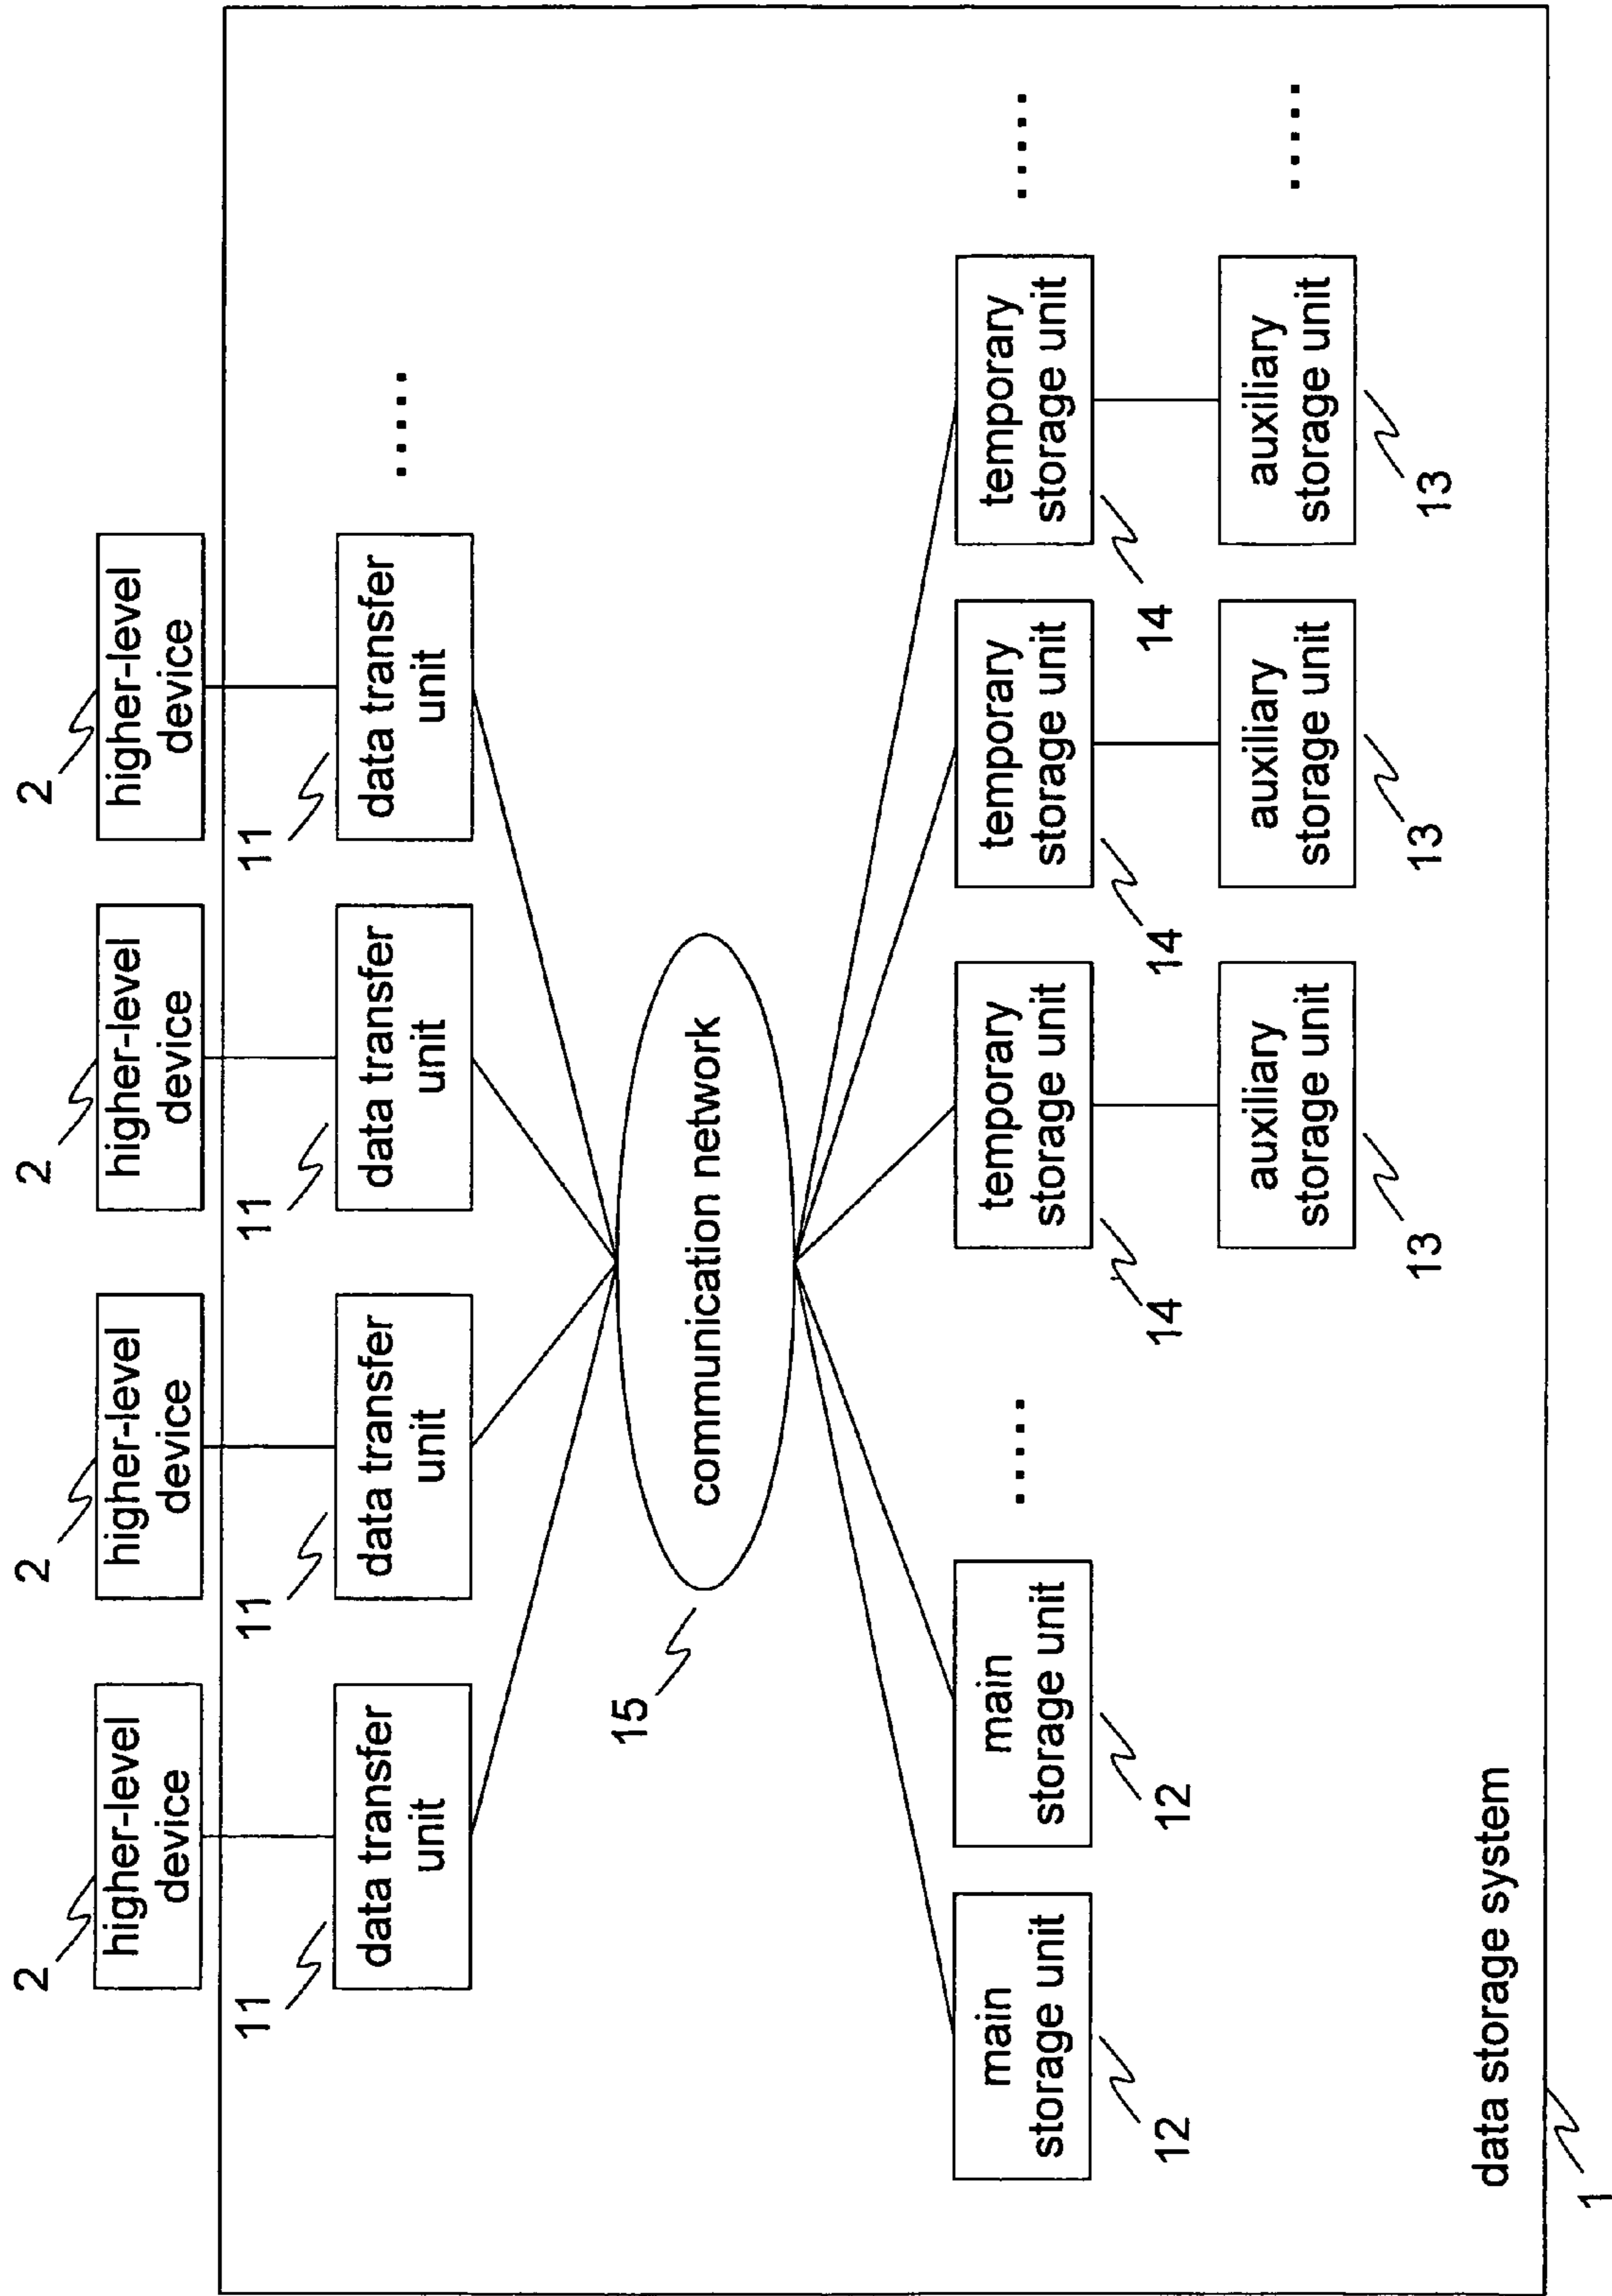 2
2
2
2
higher-level
device
higher-level
device
higher-level
device
higher-level
device
11
11
11
11
data transfer
unit
data transfer
unit
data transfer
unit
data transfer
unit
.....
15
communication network
main
storage unit
main
storage unit
.....
temporary
storage unit
temporary
storage unit
temporary
storage unit
.....
12
12
14
14
14
auxiliary
storage unit
auxiliary
storage unit
auxiliary
storage unit
.....
13
13
13
data storage system
1